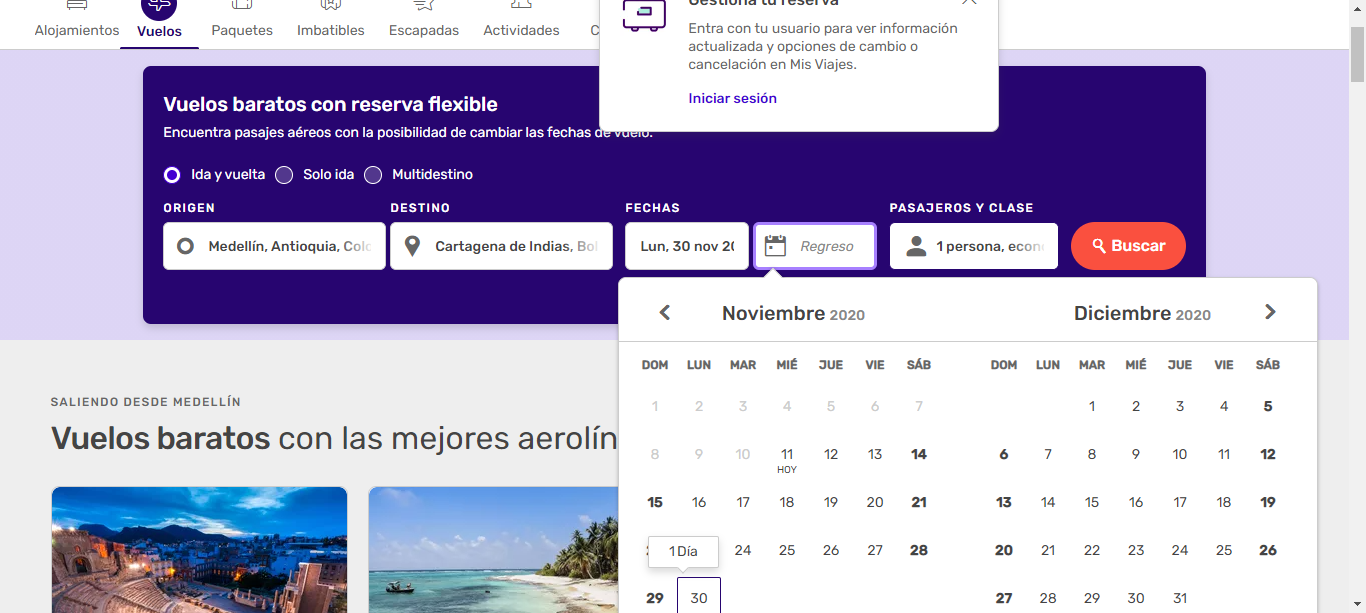 Alojamientos
Vuelos
Paquetes
Imbatibles
Escapadas
Actividades
Gestiona tu reserva
Entra con tu usuario para ver información
actualizada y opciones de cambio o
cancelación en Mis Viajes.
Iniciar sesión
Vuelos baratos con reserva flexible
Encuentra pasajes aéreos con la posibilidad de cambiar las fechas de vuelo.
Ida y vuelta
Solo ida
Multidestino
ORIGEN
DESTINO
FECHAS
PASAJEROS Y CLASE
Medellín, Antioquia, Colo
Cartagena de Indias, Bol
Lun, 30 nov 20
Regreso
1 persona, econ
Buscar
Noviembre 2020
DOM LUN MAR MIÉ JUE VIE SÁB
1 2 3 4 5 6 7
8 9 10 11 12 13 14
HOY
15 16 17 18 19 20 21
24 25 26 27 28
1 Día
29 30
Diciembre 2020
DOM LUN MAR MIÉ JUE VIE SÁB
1 2 3 4 5
6 7 8 9 10 11 12
13 14 15 16 17 18 19
20 21 22 23 24 25 26
27 28 29 30 31
SALIENDO DESDE MEDELLÍN
Vuelos baratos con las mejores aerolín